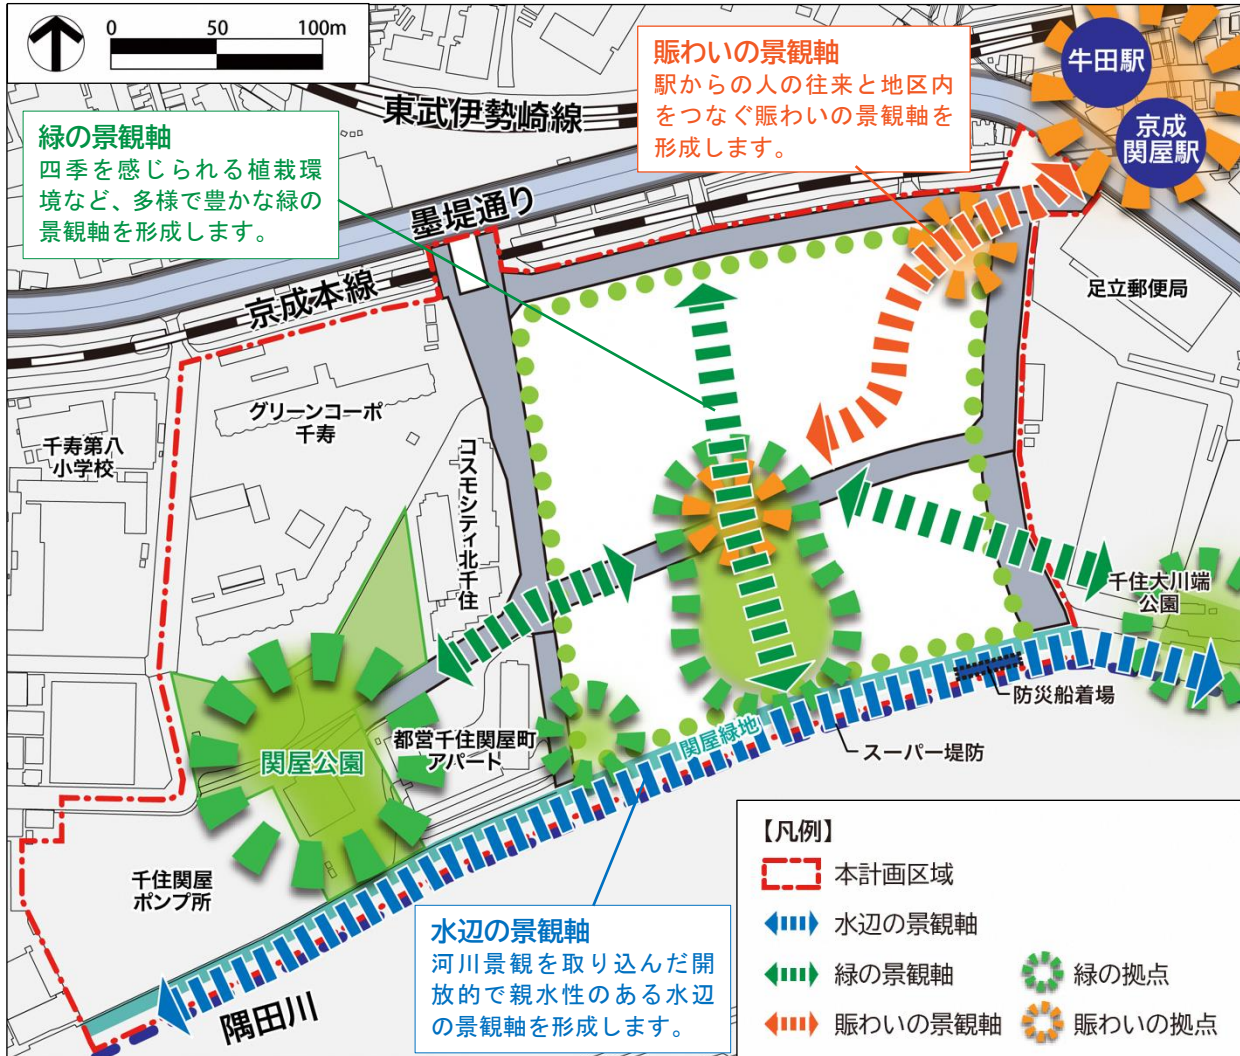 0 50 100m
東武伊勢崎線
賑わいの景観軸
駅からの人の往来と地区内
をつなぐ賑わいの景観軸を
形成します。
牛田駅
京成
関屋駅
緑の景観軸
四季を感じられる植栽環
境など、多様で豊かな緑の
景観軸を形成します。
墨堤通り
京成本線
足立郵便局
グリーンコーポ
千寿
千寿第八
小学校
コスモシティ北千住
千住大川端
公園
防災船着場
関屋緑地
スーパー堤防
都営千住関屋町
アパート
関屋公園
千住関屋
ポンプ所
水辺の景観軸
河川景観を取り込んだ開
放的で親水性のある水辺
の景観軸を形成します。
隅田川
【凡例】
本計画区域
水辺の景観軸
緑の景観軸 緑の拠点
賑わいの景観軸 賑わいの拠点